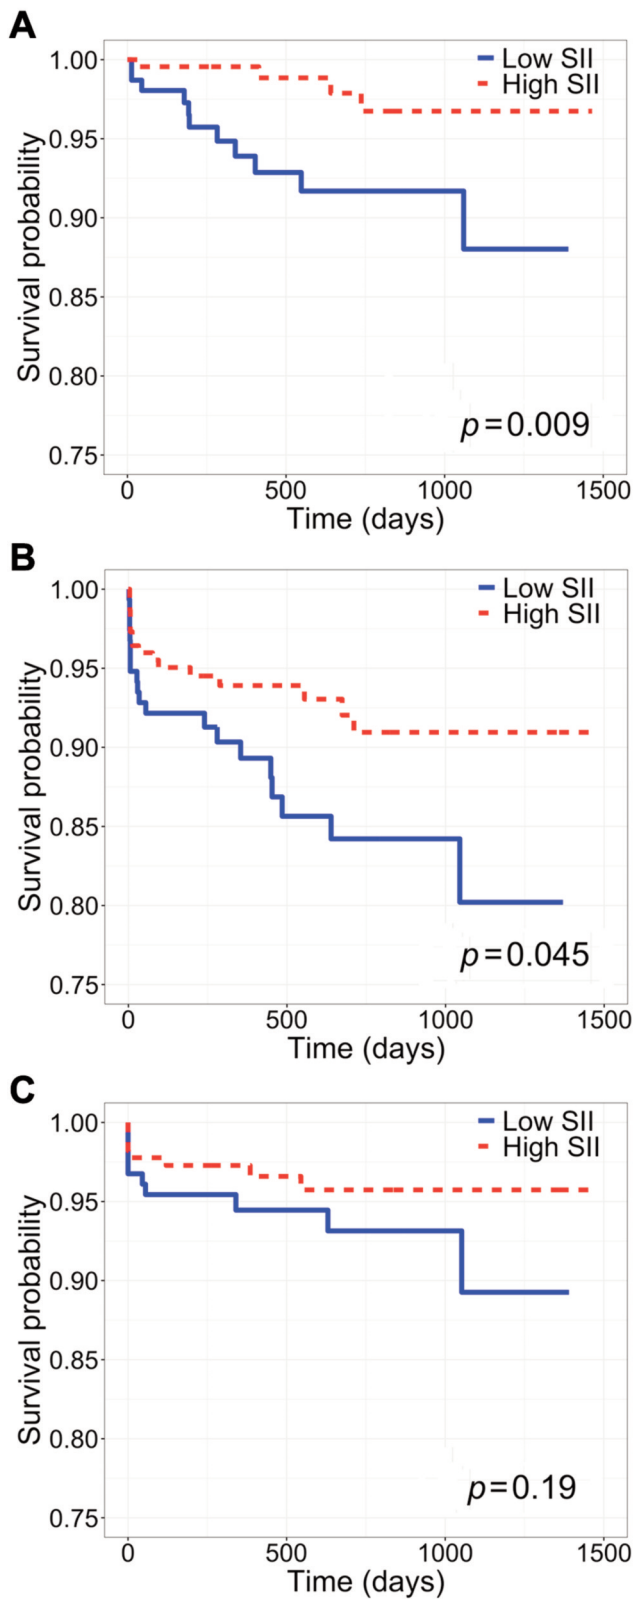 A
Survival probability
1.00
0.95
0.90
0.85
0.80
0.75
Low SII
High SII
p=0.009
0 500 1000 1500
Time (days)
B
Survival probability
1.00
0.95
0.90
0.85
0.80
0.75
Low SII
High SII
p=0.045
0 500 1000 1500
Time (days)
C
Survival probability
1.00
0.95
0.90
0.85
0.80
0.75
Low SII
High SII
p=0.19
0 500 1000 1500
Time (days)